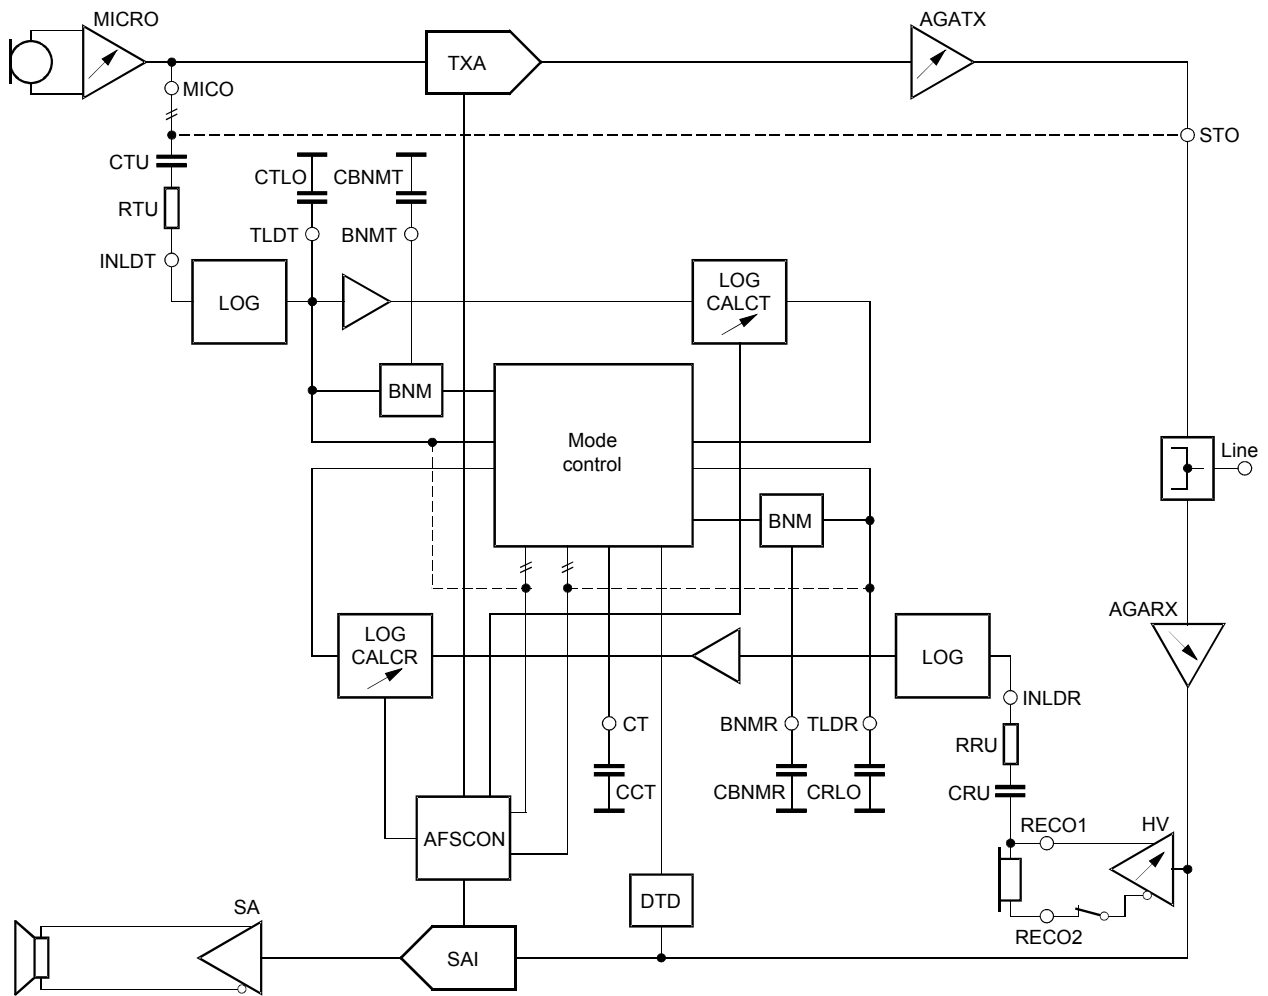 MICRO
AGATX
TXA
MICO
STO
CTU
CTLO
CBNMT
RTU
TLDT
BNMT
INLDT
LOG
LOG
CALCT
BNM
Mode
control
Line
BNM
AGARX
LOG
CALCR
LOG
INLDR
CT
BNMR
TLDR
RRU
CCT
CBNMR
CRLO
CRU
RECO1
HV
AFSCON
DTD
SA
RECO2
SAI